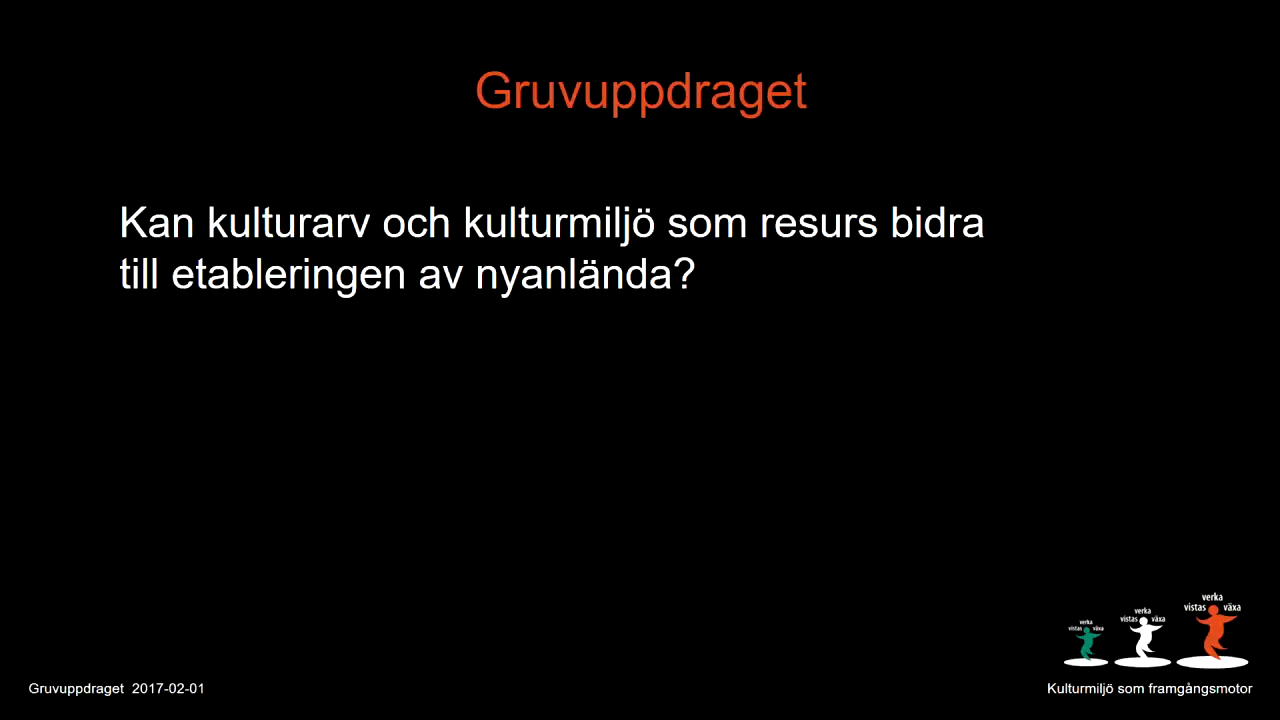 Gruvuppdraget
Kan kulturarv och kulturmiljö som resurs bidra
till etableringen av nyanlända?
verka
vistas växa
verka
vistas växa
verka
vistas växa
Gruvuppdraget 2017-02-01
Kulturmiljö som framgångsmotor